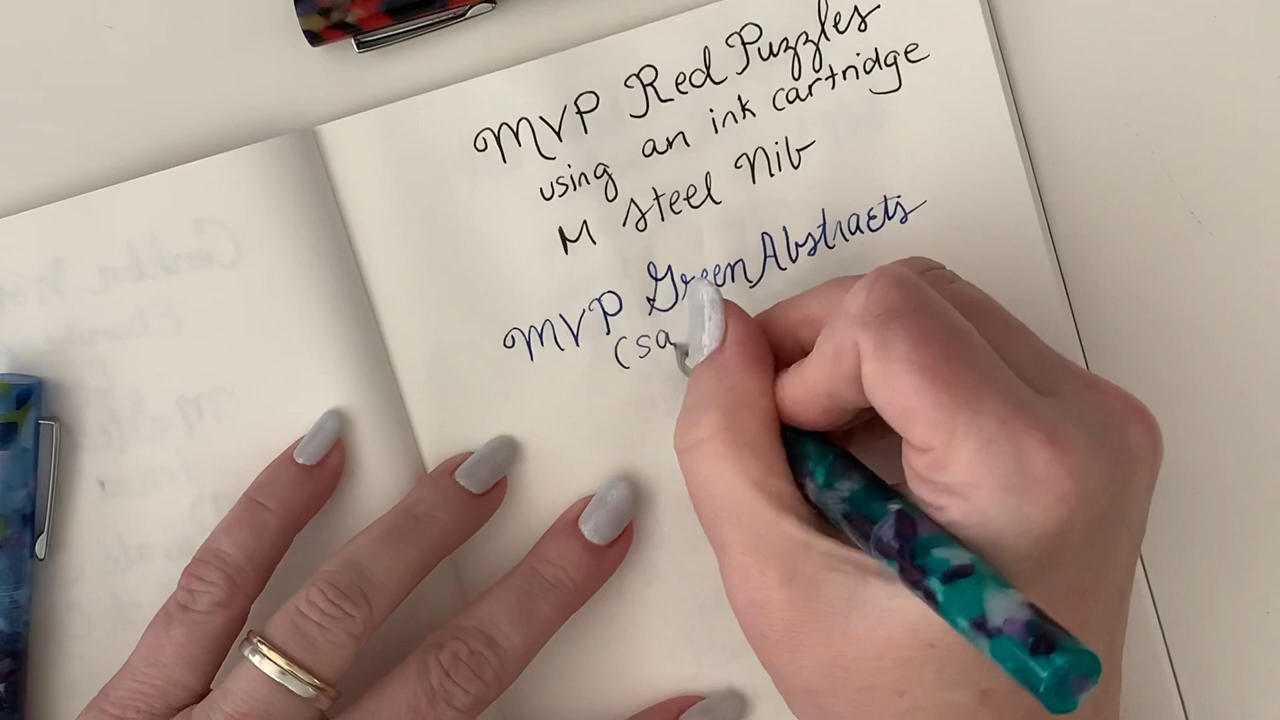 MVP Red Puzzles
using an ink cartridge
M steel Nib
MVP Green Abstracts
(sa